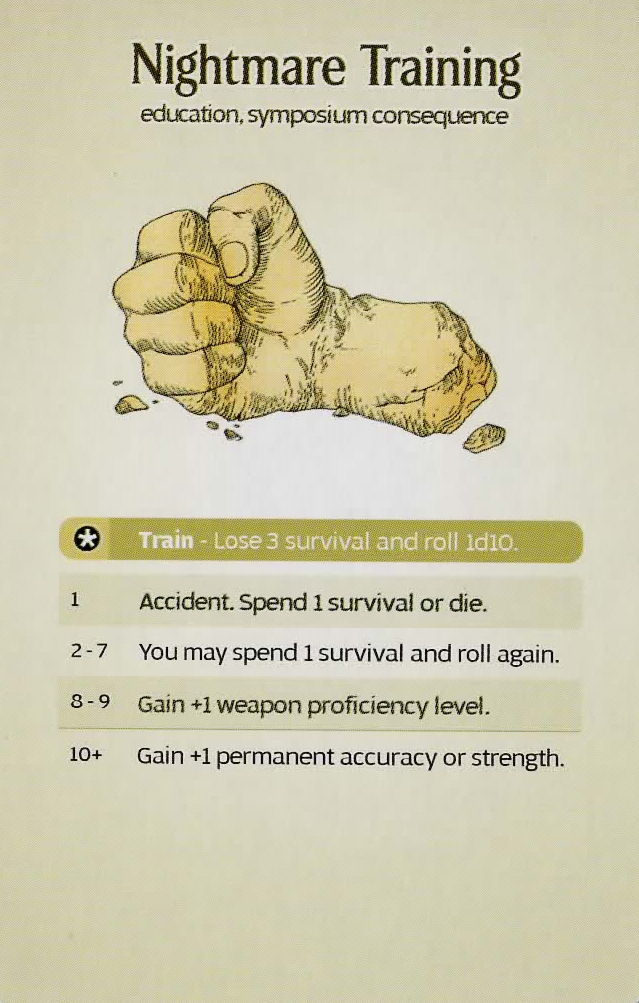 Nightmare Training
education, symposium consequence
Train - Lose 3 survival and roll 1d10.
1 Accident. Spend 1 survival or die.
2-7 You may spend 1 survival and roll again.
8-9 Gain +1 weapon proficiency level.
10+ Gain +1 permanent accuracy or strength.